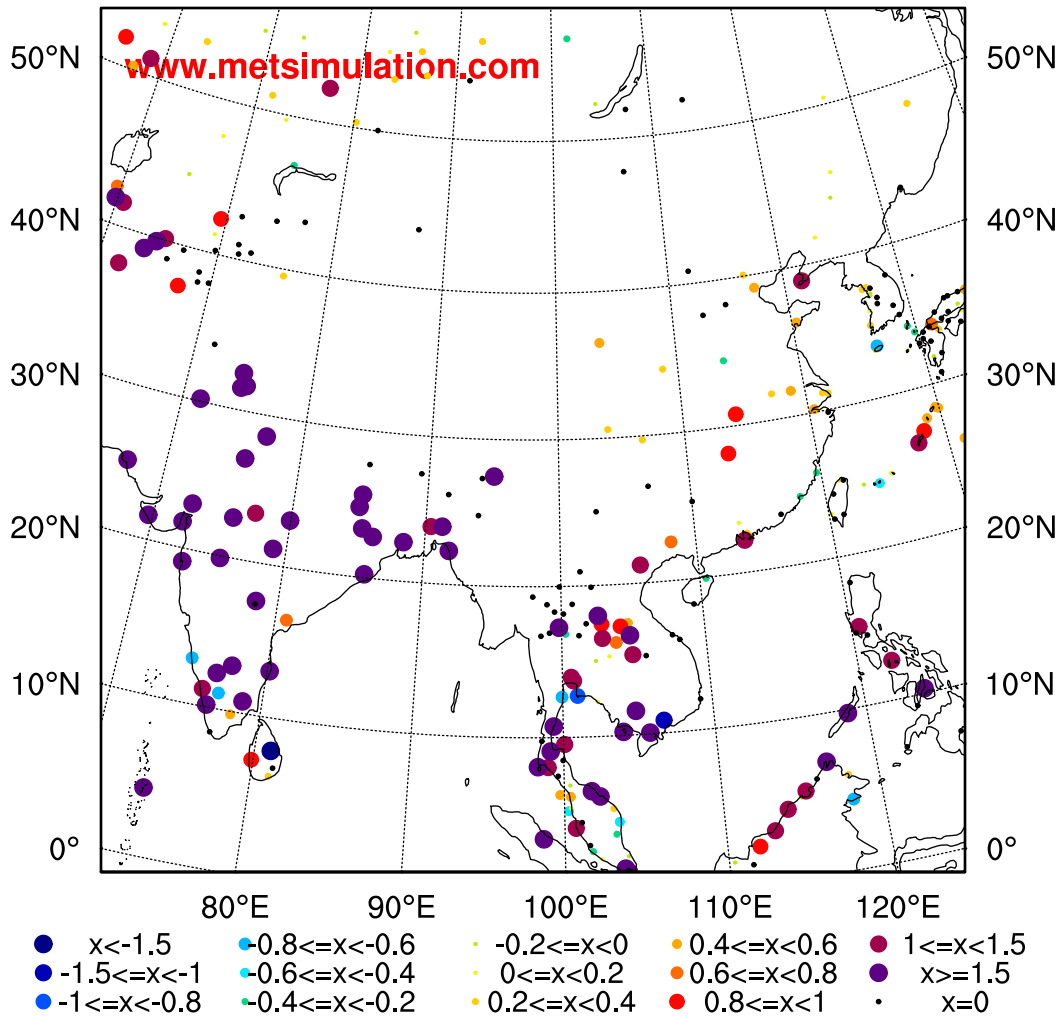 50°N 50°N
www.metsimulation.com
40°N 40°N
30°N 30°N
20°N 20°N
10°N 10°N
0° 0°
80°E 90°E 100°E 110°E 120°E
x<-1.5 -0.8<=x<-0.6 -0.2<=x<0 0.4<=x<0.6 1<=x<1.5
-1.5<=x<-1 -0.6<=x<-0.4 0<=x<0.2 0.6<=x<0.8 x>=1.5
-1<=x<-0.8 -0.4<=x<-0.2 0.2<=x<0.4 0.8<=x<1 x=0